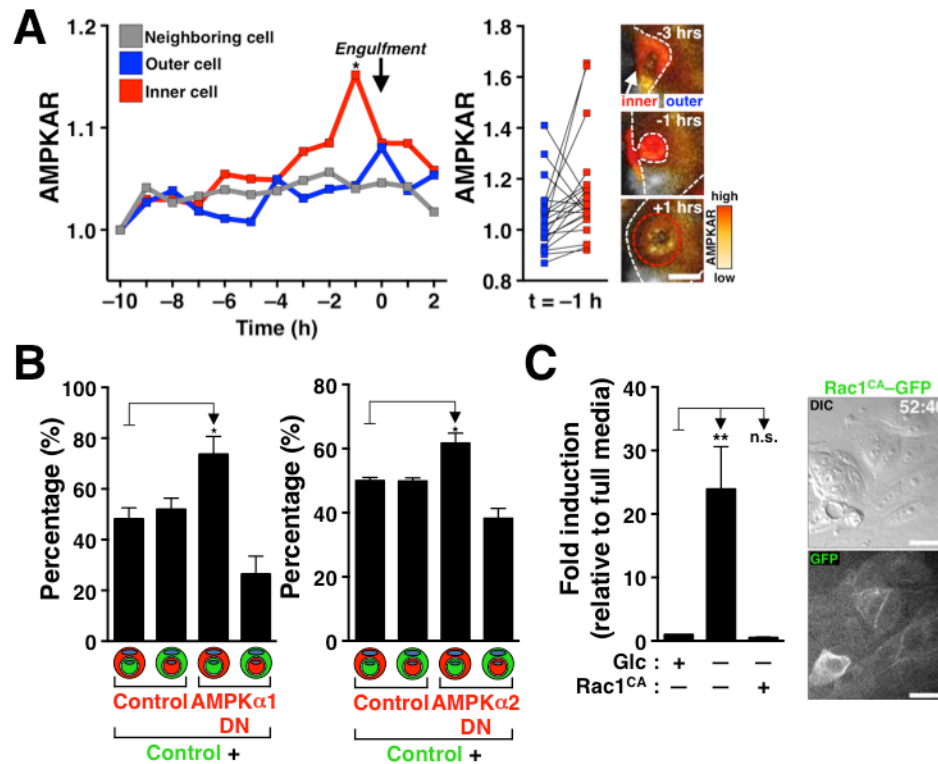 A
AMPKAR
1.2
1.1
1.0
Neighboring cell
Outer cell
Inner cell
Engulfment
*
–10 –8 –6 –4 –2 0 2
Time (h)
AMPKAR
1.8
1.6
1.4
1.2
1.0
0.8
t = –1 h
-3 hrs
inner outer
-1 hrs
+1 hrs
high
AMPKAR
low
B
Percentage (%)
100
80
60
40
20
0
*
Control AMPKα1
DN
Control +
Percentage (%)
80
60
40
20
0
*
Control AMPKα2
DN
Control +
C
Fold induction
(relative to full media)
40
30
20
10
0
** n.s.
Glc : + – –
Rac1CA : – – +
Rac1CA–GFP
DIC 52:40
GFP